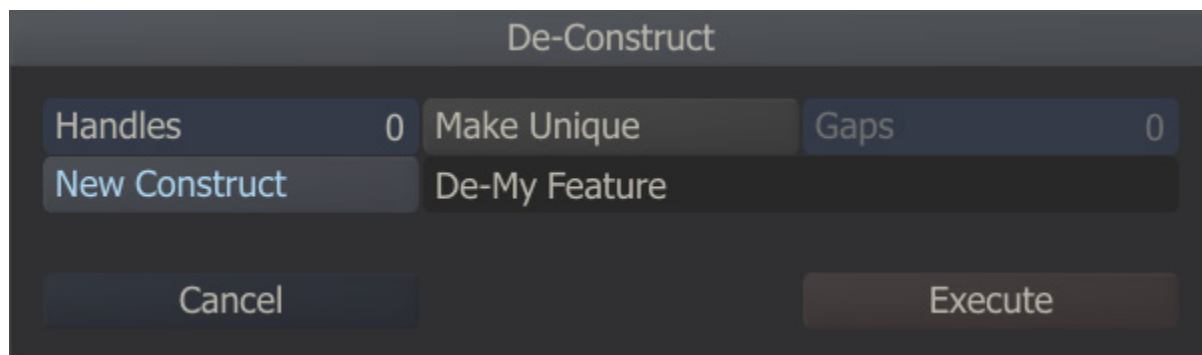 De-Construct
Handles 0 Make Unique Gaps 0
New Construct De-My Feature
Cancel Execute